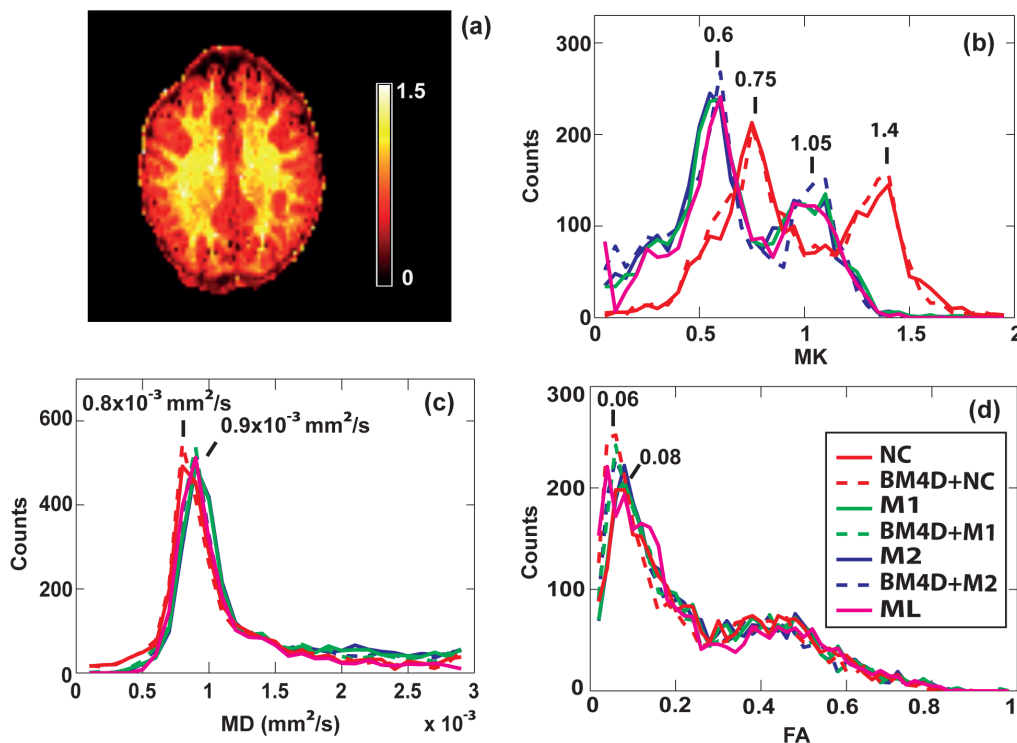 (a)
1.5
0
(b)
300
200
100
0
Counts
0.6
0.75
1.05
1.4
0
0.5
1
1.5
2
MK
(c)
0.8x10⁻³ mm²/s
0.9x10⁻³ mm²/s
600
400
200
0
Counts
0
0.5
1
1.5
2
2.5
3
MD (mm²/s)
x 10⁻³
(d)
300
200
100
0
Counts
0.06
0.08
NC
BM4D+NC
M1
BM4D+M1
M2
BM4D+M2
ML
0
0.2
0.4
0.6
0.8
1
FA